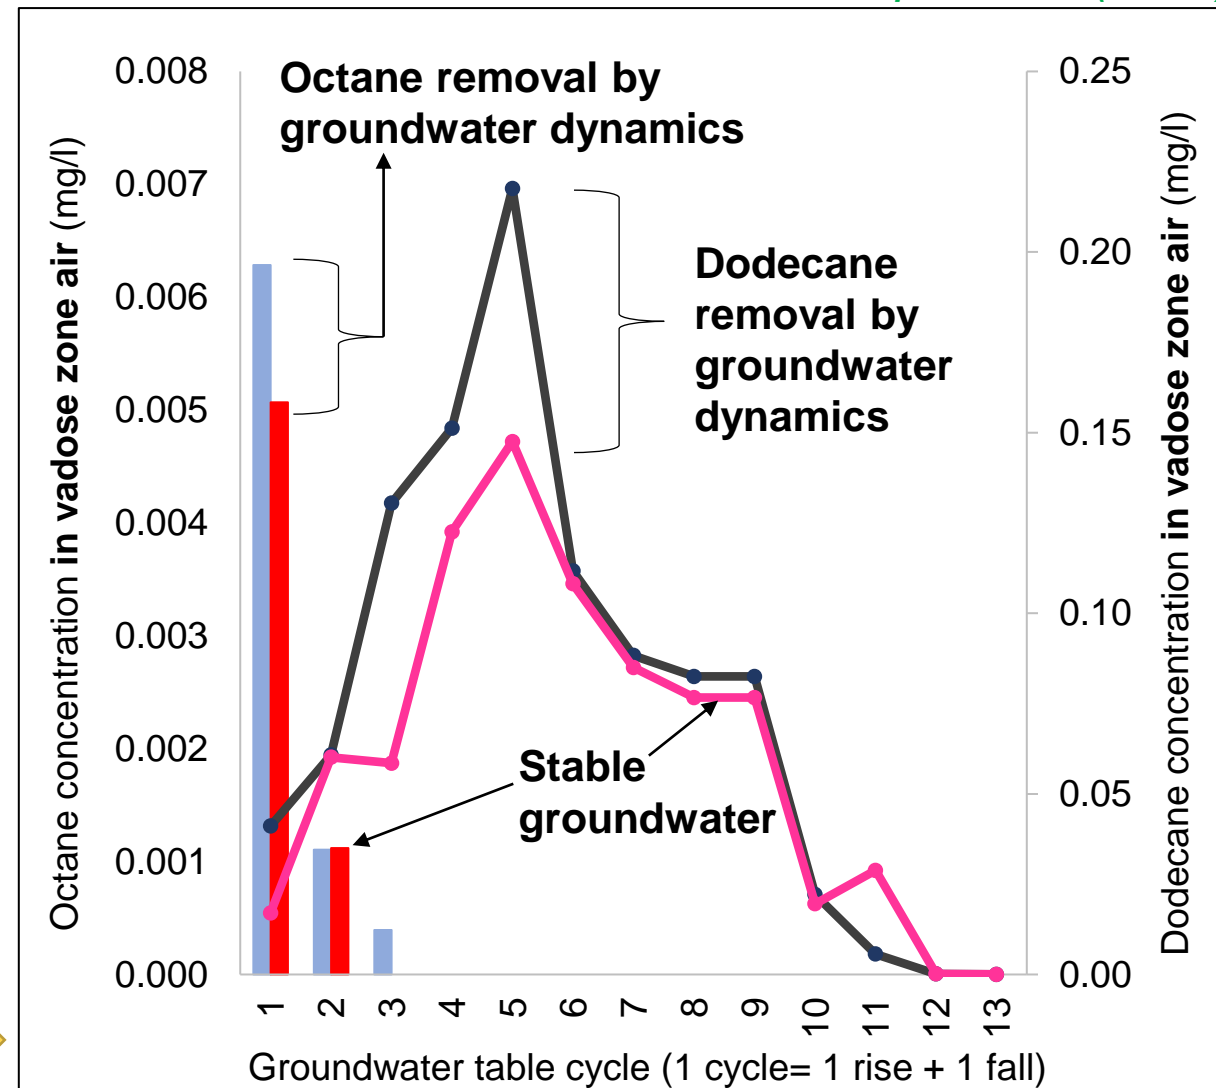 Octane removal by
groundwater dynamics
Dodecane
removal by
groundwater
dynamics
Stable
groundwater
Octane concentration in vadose zone air (mg/l)
0.008
0.007
0.006
0.005
0.004
0.003
0.002
0.001
0.000
0.25
0.20
0.15
0.10
0.05
0.00
Dodecane concentration in vadose zone air (mg/l)
1 2 3 4 5 6 7 8 9 10 11 12 13
Groundwater table cycle (1 cycle= 1 rise + 1 fall)